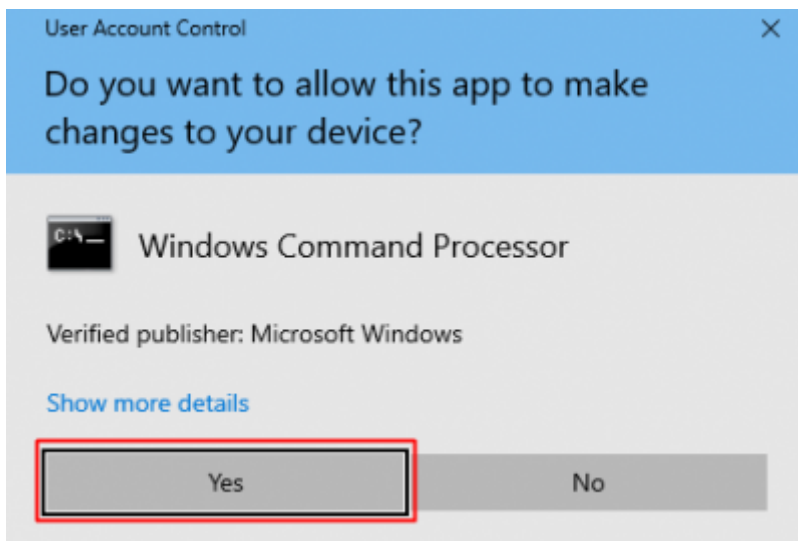 User Account Control
Do you want to allow this app to make
changes to your device?
C:\_
Windows Command Processor
Verified publisher: Microsoft Windows
Show more details
Yes
No